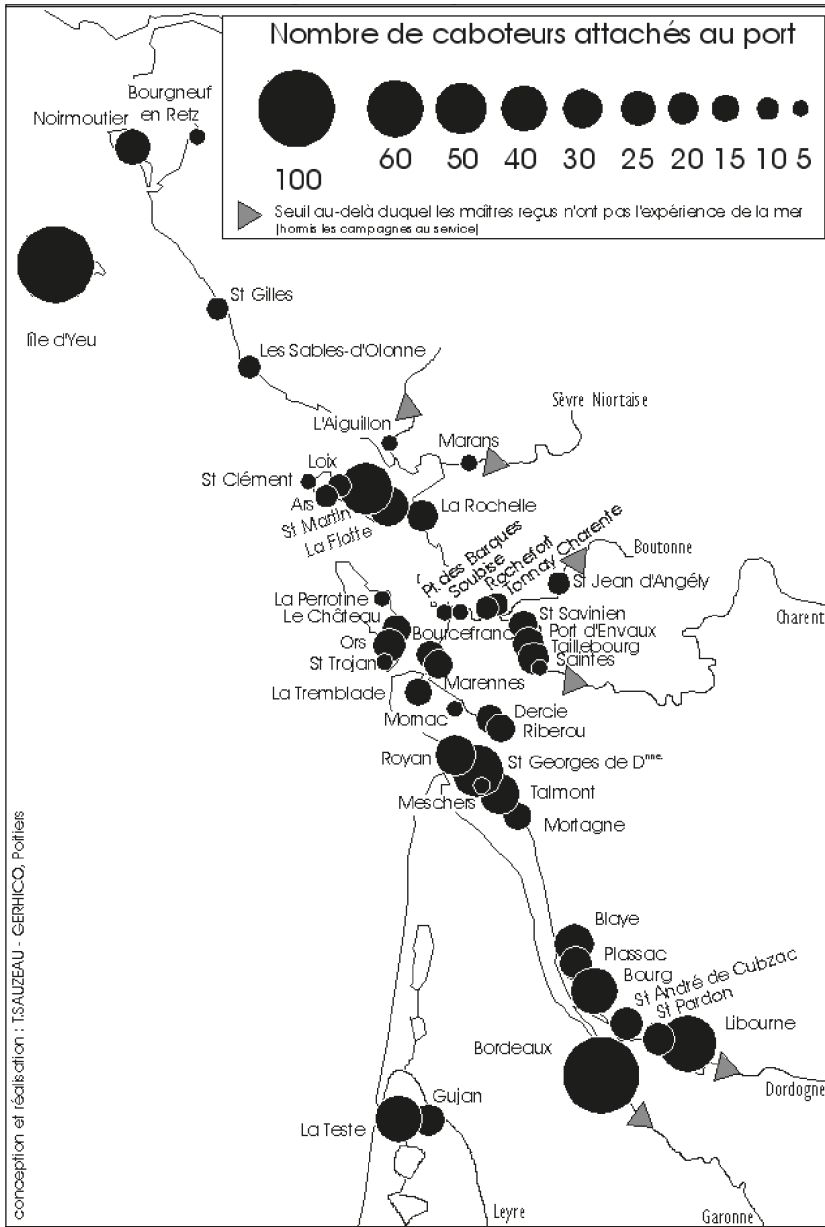 Nombre de caboteurs attachés au port
100
60
50
40
30
25
20
15
10
5
Seuil au-delà duquel les maîtres reçus n'ont pas l'expérience de la mer
(hormis les campagnes au service)
Bourgneuf
en Retz
Noirmoutier
Île d'Yeu
St Gilles
Les Sables-d'Olonne
Sèvre Niortaise
L'Aiguillon
Marans
Loix
St Clément
Ars
St Martin
La Flotte
La Rochelle
Pt des Barques
Soubise
Rochefort
Tonnay Charente
Boutonne
St Jean d'Angély
La Perrotine
Le Château
Charent
St Savinien
Port d'Envaux
Taillebourg
Saintes
Ors
Bourcefranc
St Trojan
Marennes
La Tremblade
Mornac
Dercie
Riberou
Royan
St Georges de Dnne.
Talmont
Meschers
Mortagne
Blaye
Plassac
Bourg
St André de Cubzac
St Pardon
Libourne
Bordeaux
Dordogne
Gujan
La Teste
Leyre
Garonne
conception et réalisation : T.SAUZEAU - GERHICO, Poitiers